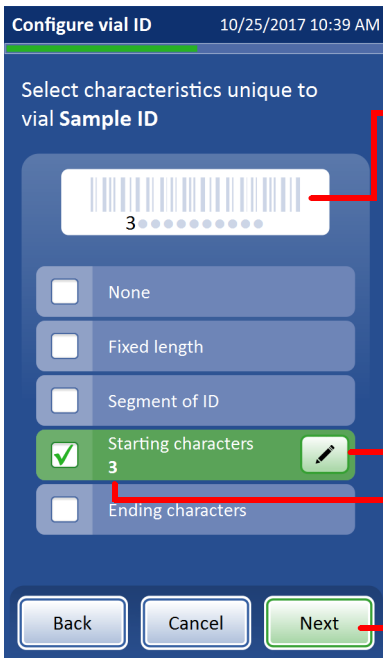 Configure vial ID 10/25/2017 10:39 AM
Select characteristics unique to
vial Sample ID
3
None
Fixed length
Segment of ID
Starting characters
3
Ending characters
Back Cancel Next